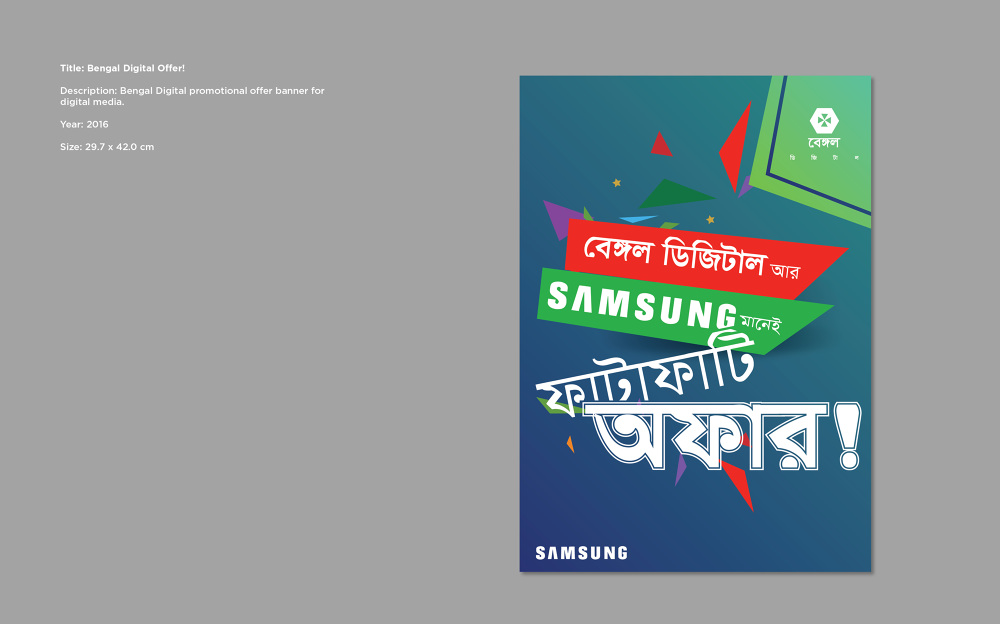 Title: Bengal Digital Offer!
Description: Bengal Digital promotional offer banner for
digital media.
Year: 2016
Size: 29.7 x 42.0 cm
বেঙ্গল
ডি জি টা ল
বেঙ্গল ডিজিটাল আর
SAMSUNG মানেই
ফাটাফাটি
অফার!
SAMSUNG